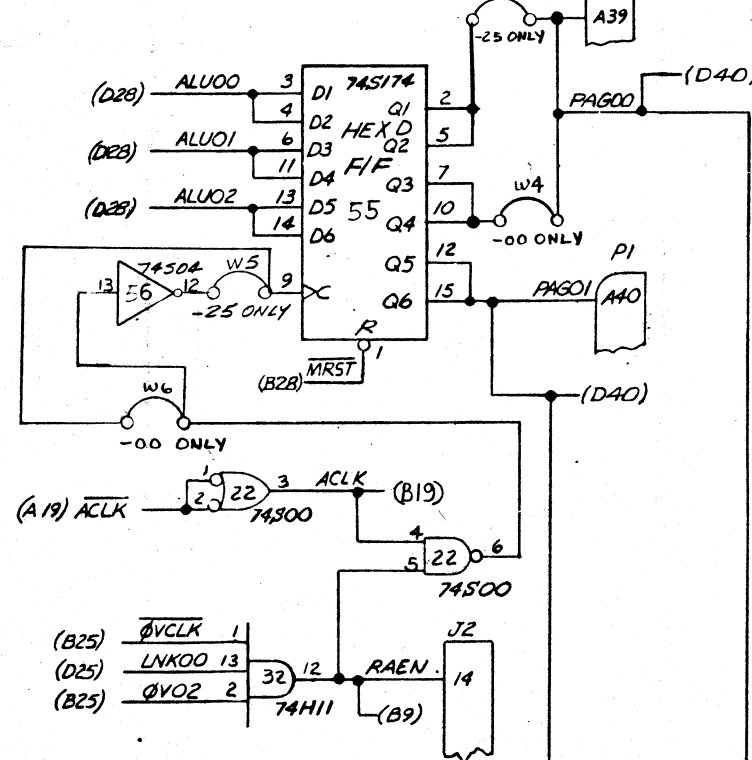 A39
-25 ONLY
(D40)
PAG00
ALU00 3 D1 74S174
(D28)
4 D2 Q1 2
ALU01 6 D3 HEX D Q2 5
(D28)
11 D4 F/F Q3 7
ALU02 13 D5 55 Q4 10
(D28)
14 D6
W4
-00 ONLY
Q5 12
P1
13 56 12 74S04 W5 9 C
-25 ONLY
Q6 15 PAG01 A40
R
1
MRST
(B28)
(D40)
W6
-00 ONLY
(A19) ACLK 1 2 22 3 ACLK (B19)
74S00
4 5 22 6
74S00
(B25) ØVCLK 1
(D25) LNK00 13 32 12 RAEN
(B25) ØV02 2
74H11
(B9)
J2
14